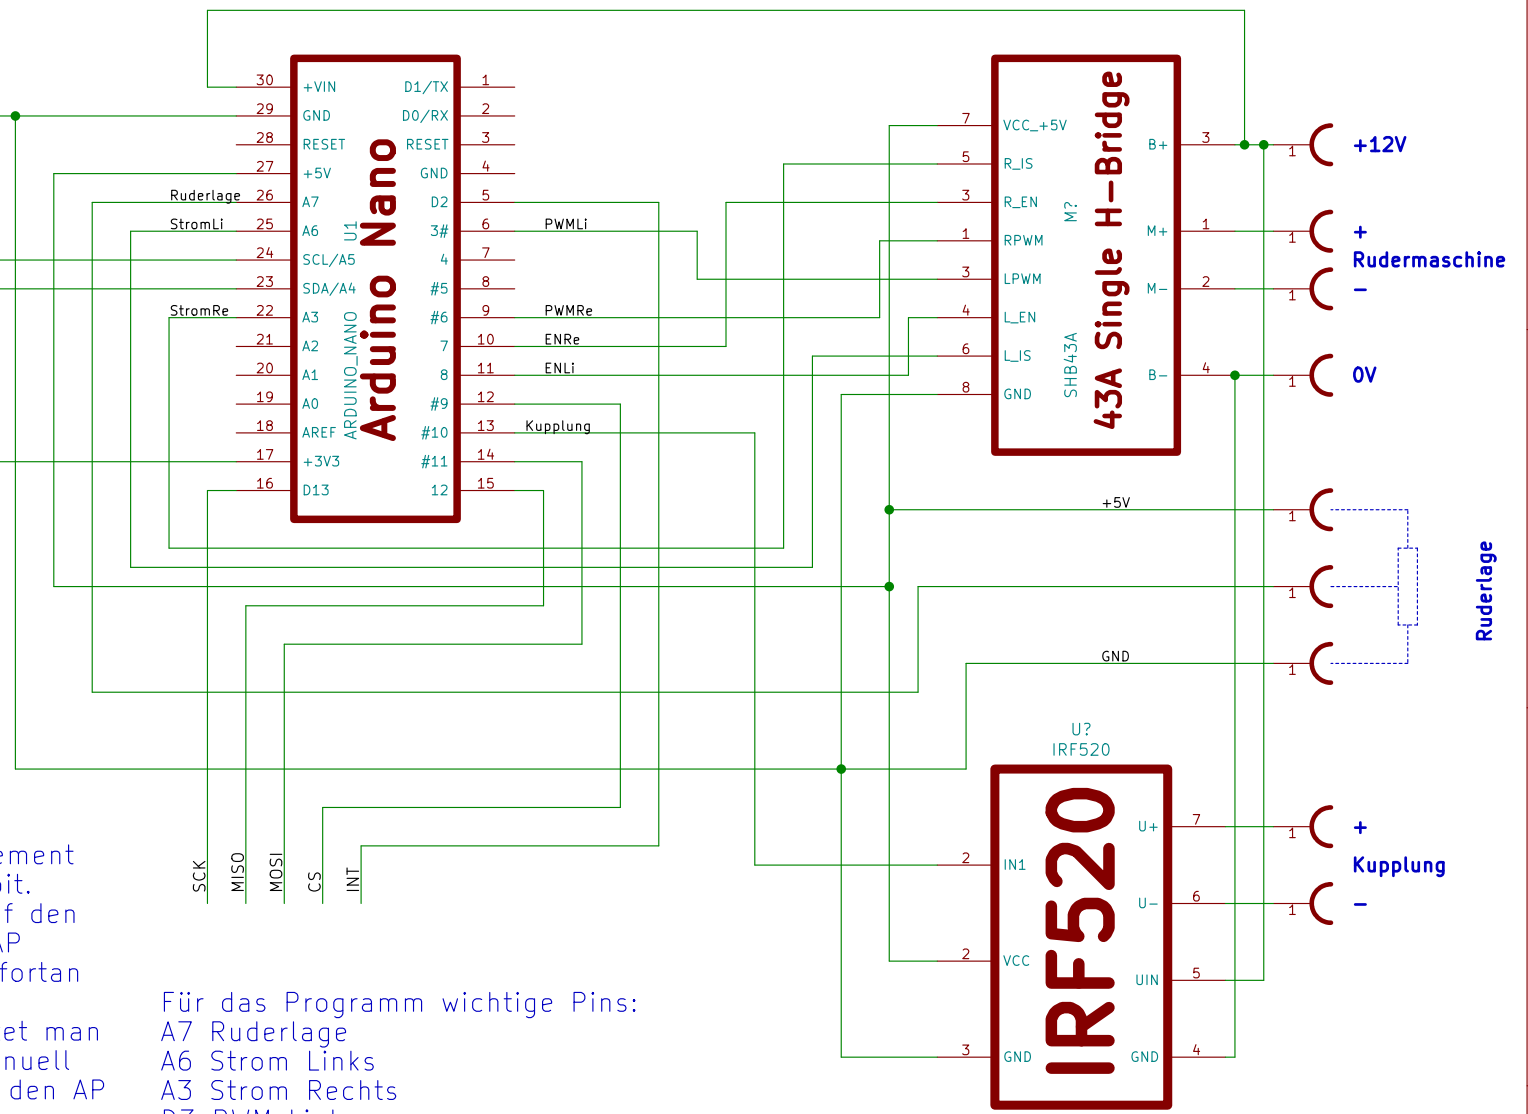 30 +VIN D1/TX 1
29 GND D0/RX 2
28 RESET RESET 3
27 +5V GND 4
Ruderlage 26 A7 D2 5
StromLi 25 A6 3# 6 PWMLi
24 SCL/A5 4 7
23 SDA/A4 #5 8
StromRe 22 A3 #6 9 PWMRe
21 A2 7 10 ENRe
20 A1 8 11 ENLi
19 A0 #9 12
18 AREF #10 13 Kupplung
17 +3V3 #11 14
16 D13 12 15
U1
ARDUINO_NANO
Arduino Nano
7 VCC_+5V
5 R_IS
3 R_EN
1 RPWM
3 LPWM
4 L_EN
6 L_IS
8 GND
M?
SHB43A
43A Single H-Bridge
B+ 3 1 +12V
M+ 1 1 +
Rudermaschine
M- 2 1 -
B- 4 1 0V
+5V 1
1
GND 1
Ruderlage
U?
IRF520
IRF520
2 IN1
2 VCC
3 GND
U+ 7 1 +
Kupplung
U- 6 1 -
UIN 5
GND 4
SCK
MISO
MOSI
CS
INT
ement
oit.
f den
AP
fortan
et man
nuell
den AP
Für das Programm wichtige Pins:
A7 Ruderlage
A6 Strom Links
A3 Strom Rechts